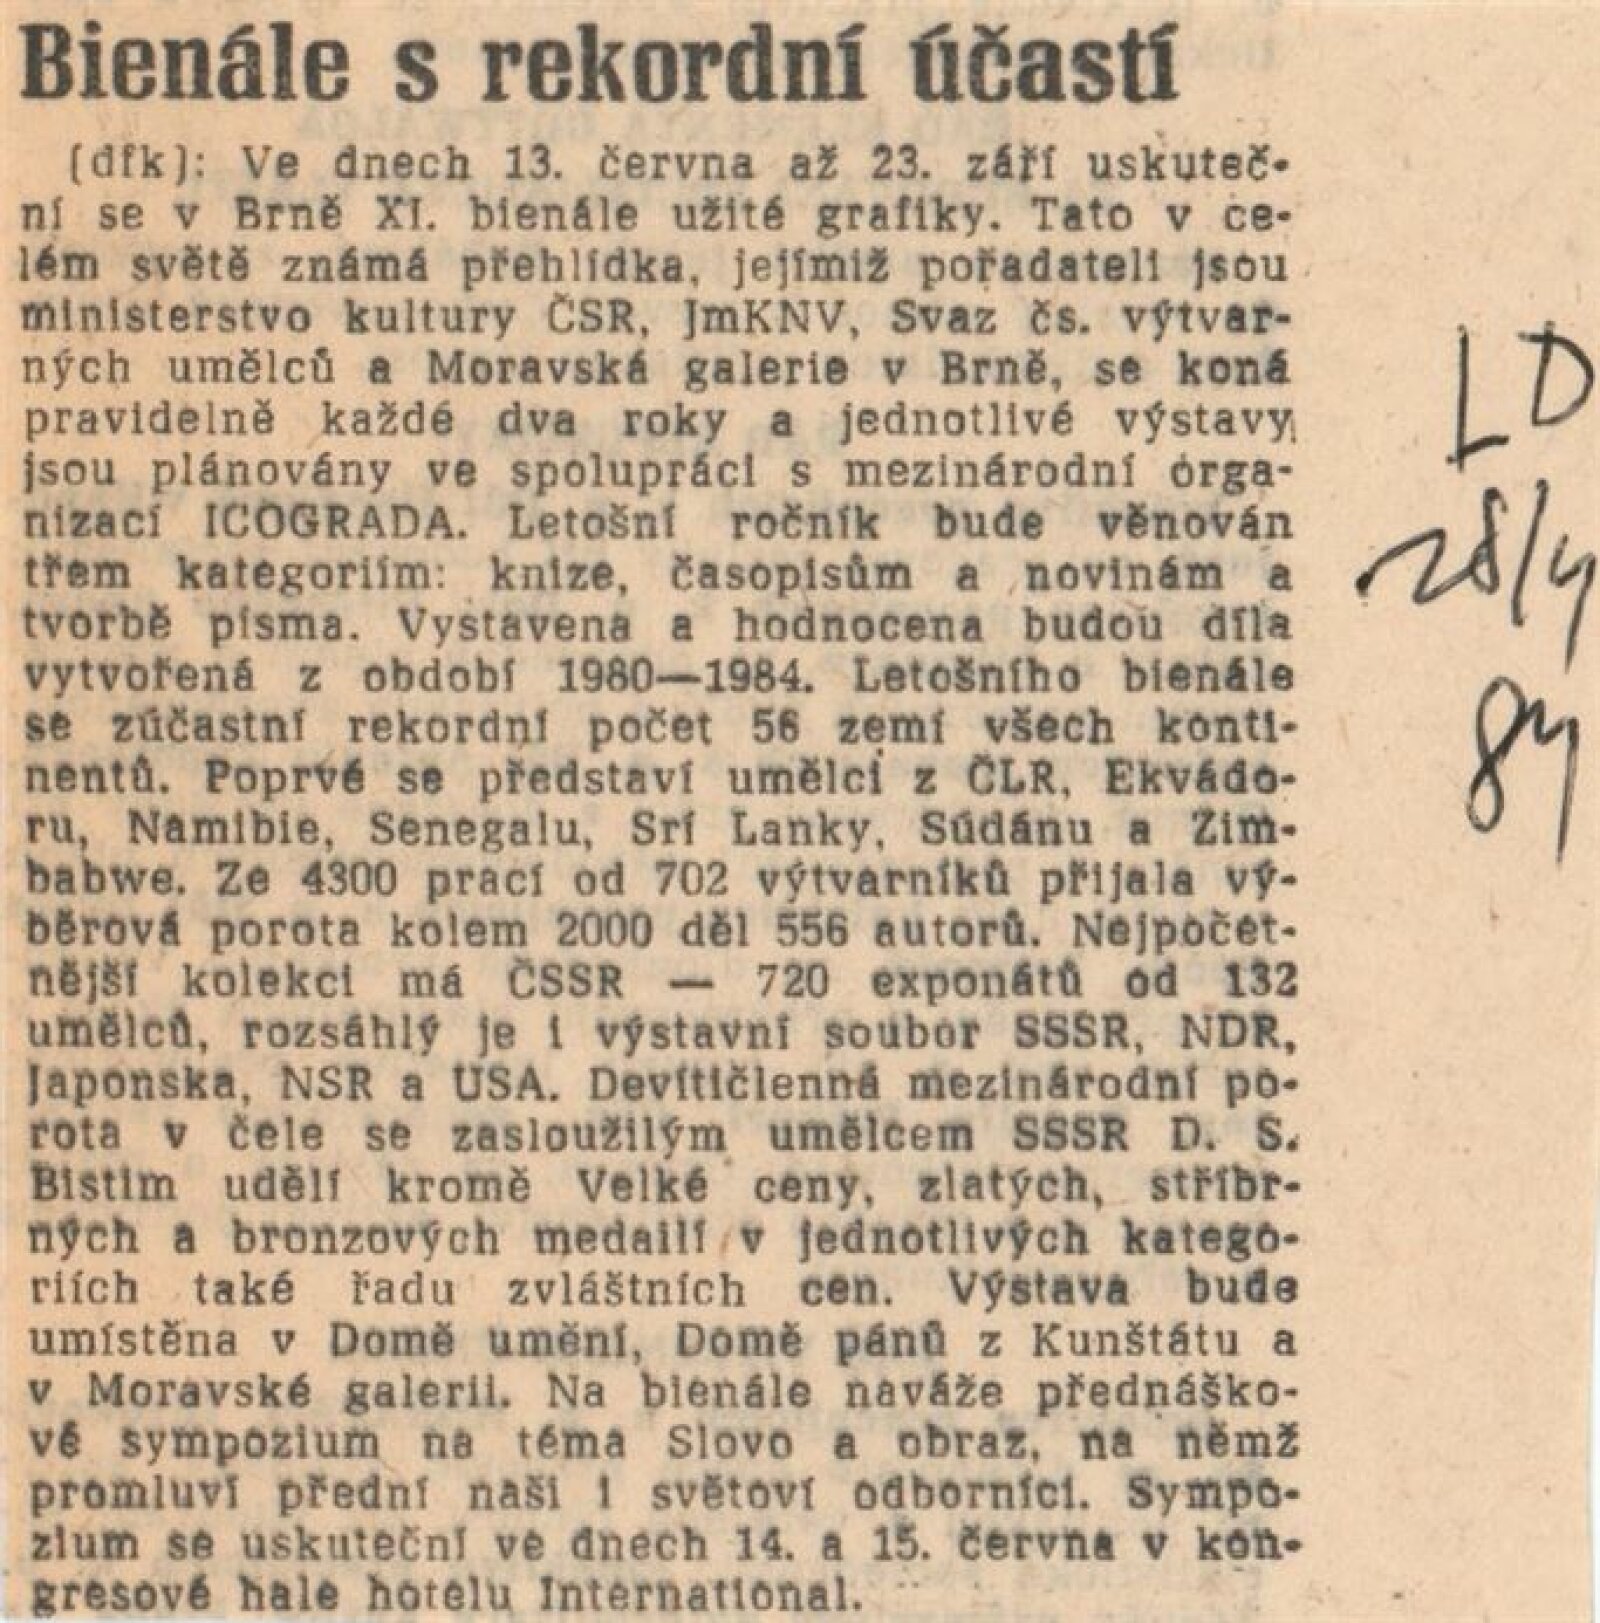 Bienále s rekordní účastí
(dfk): Ve dnech 13. června až 23. září uskuteč-
ní se v Brně XI. bienále užité grafiky. Tato v ce-
lém světě známá přehlídka, jejímiž pořadateli jsou
ministerstvo kultury ČSR, JmKNV, Svaz čs. výtvar-
ných umělců a Moravská galerie v Brně, se koná
pravidelně každé dva roky a jednotlivé výstavy
jsou plánovány ve spolupráci s mezinárodní orga-
nizací ICOGRADA. Letošní ročník bude věnován
třem kategoriím: knize, časopisům a novinám a
tvorbě písma. Vystavena a hodnocena budou díla
vytvořená z období 1980—1984. Letošního bienále
se zúčastní rekordní počet 56 zemí všech konti-
nentů. Poprvé se představí umělci z ČLR, Ekvádo-
ru, Namibie, Senegalu, Srí Lanky, Súdánu a Zim-
babwe. Ze 4300 prací od 702 výtvarníků přijala vý-
běrová porota kolem 2000 děl 556 autorů. Nejpočet-
nější kolekci má ČSSR — 720 exponátů od 132
umělců, rozsáhlý je i výstavní soubor SSSR, NDR,
Japonska, NSR a USA. Devítičlenná mezinárodní po-
rota v čele se zasloužilým umělcem SSSR D. S.
Bistim udělí kromě Velké ceny, zlatých, stříbr-
ných a bronzových medailí v jednotlivých katego-
riích také řadu zvláštních cen. Výstava bude
umístěna v Domě umění, Domě pánů z Kunštátu a
v Moravské galerii. Na bienále naváže přednáško-
vé sympozium na téma Slovo a obraz, na němž
promluví přední naši i světoví odborníci. Sympo-
zium se uskuteční ve dnech 14. a 15. června v kon-
gresové hale hotelu International.
LD
28/4
84